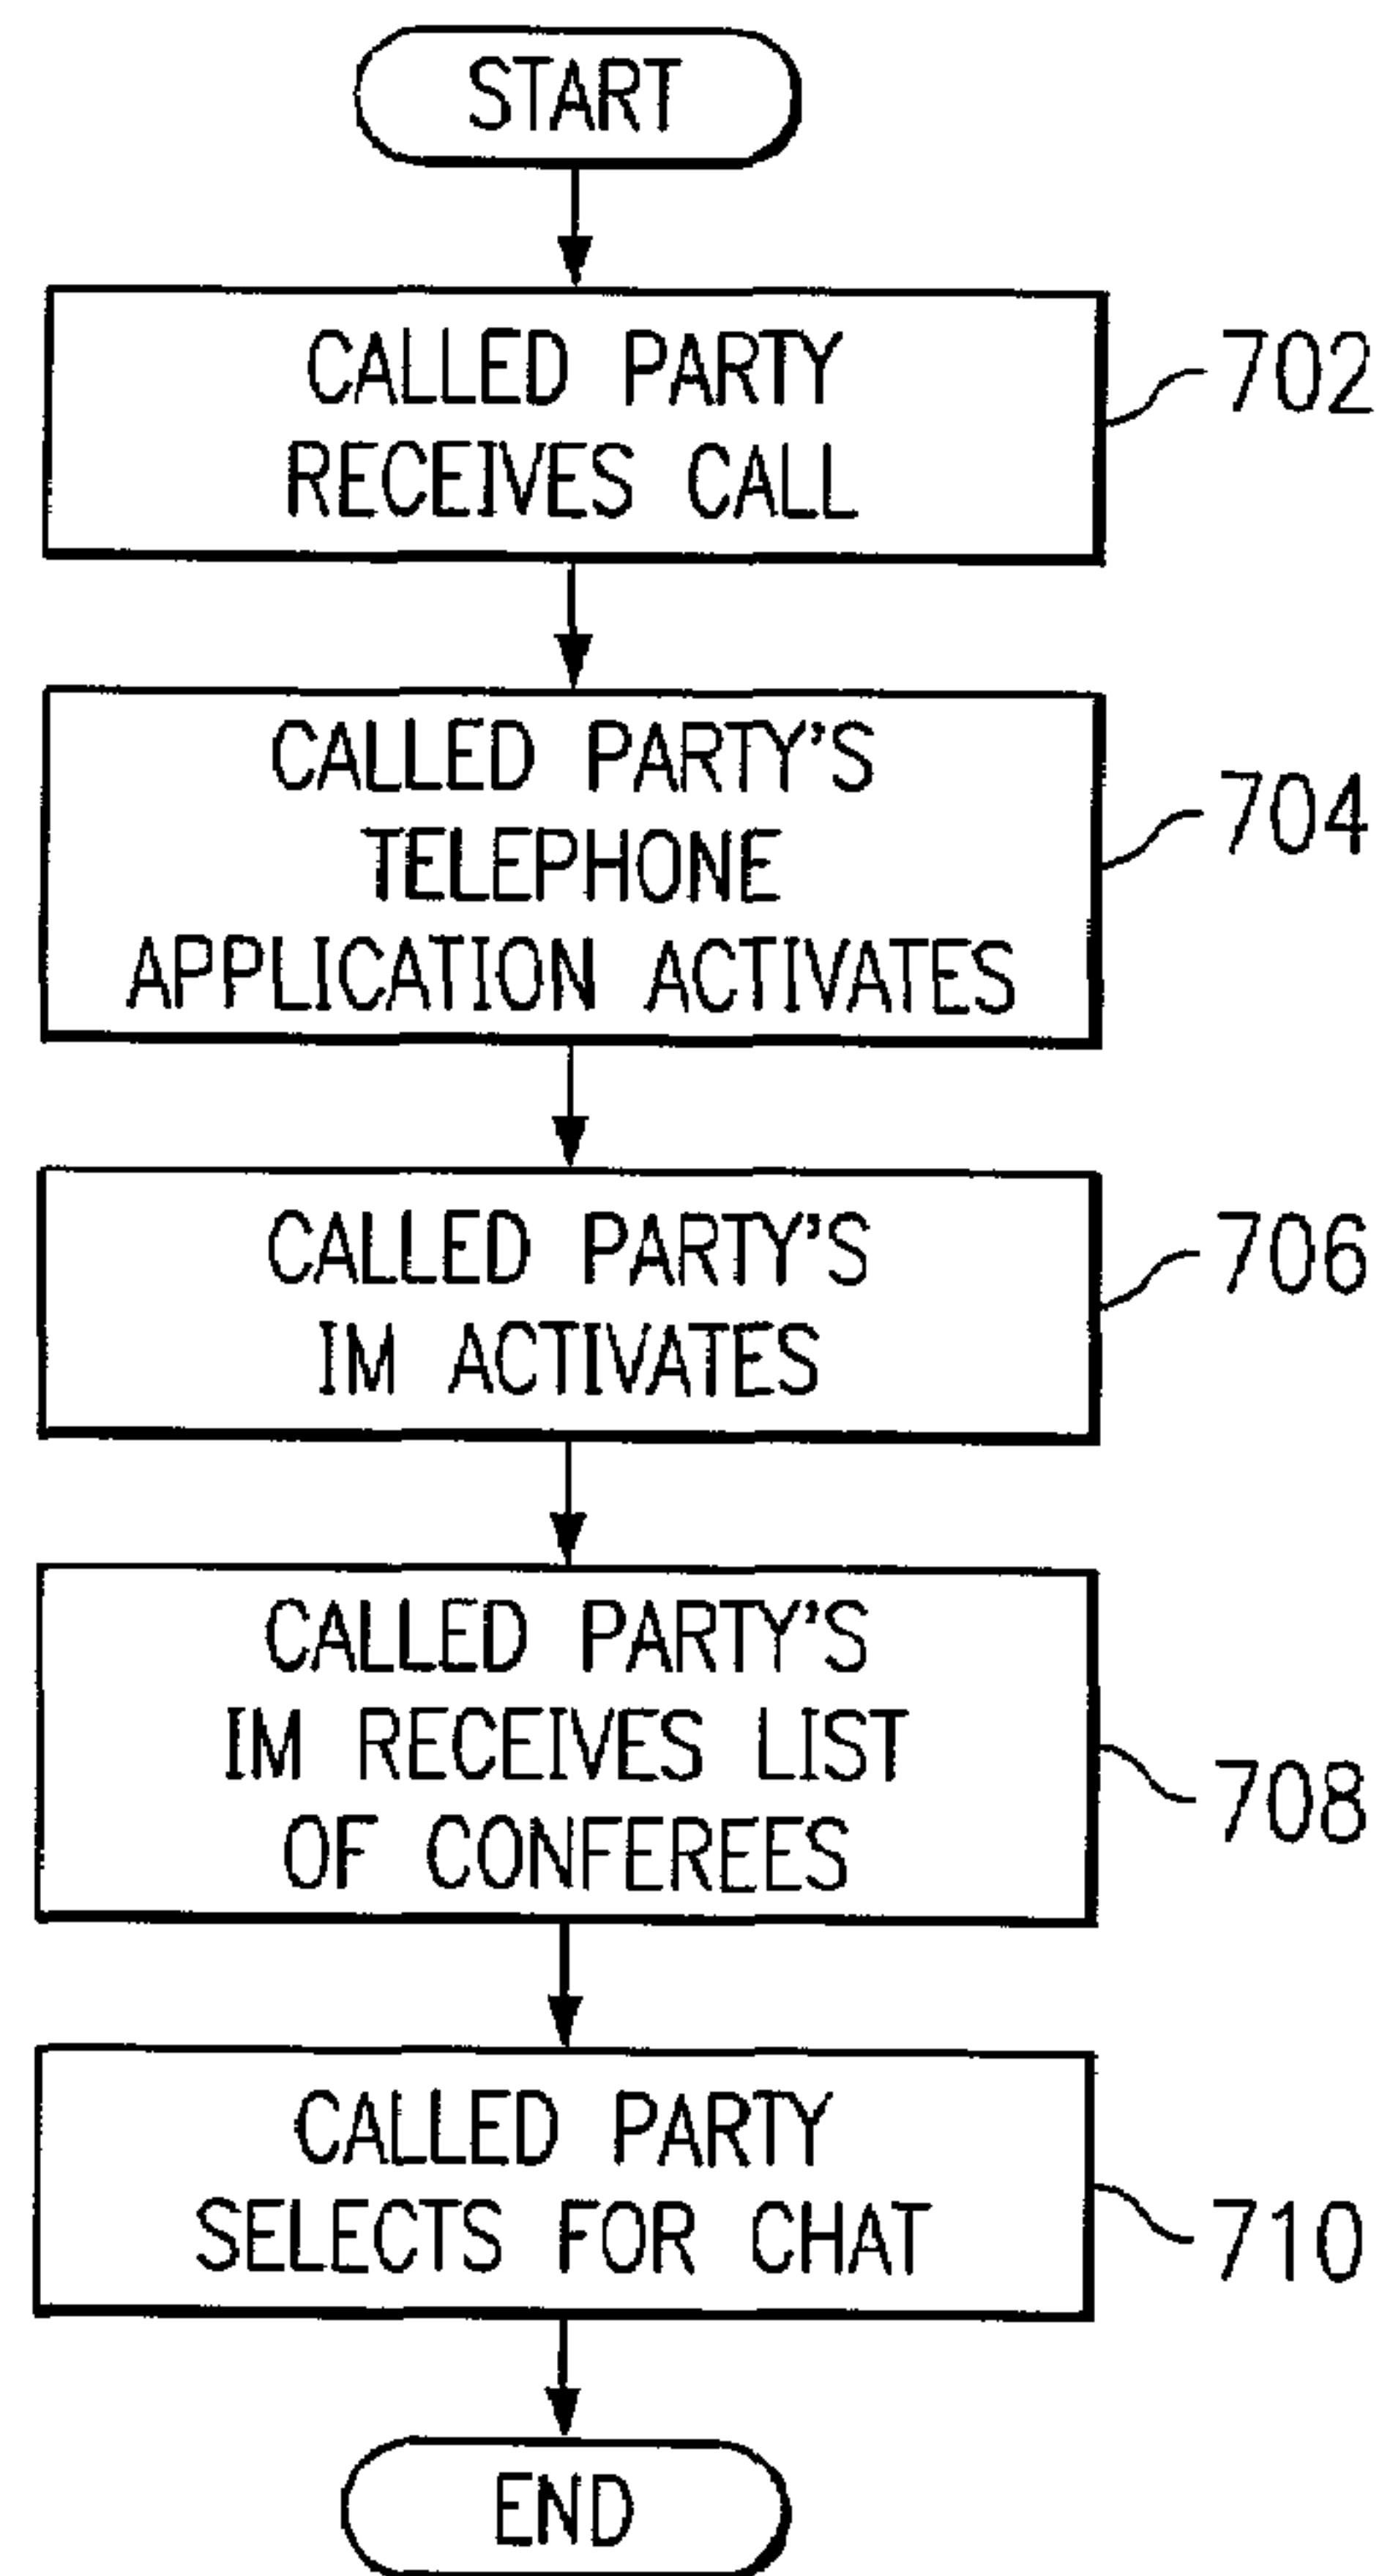 START
CALLED PARTY
RECEIVES CALL
702
CALLED PARTY'S
TELEPHONE
APPLICATION ACTIVATES
704
CALLED PARTY'S
IM ACTIVATES
706
CALLED PARTY'S
IM RECEIVES LIST
OF CONFEREES
708
CALLED PARTY
SELECTS FOR CHAT
710
END